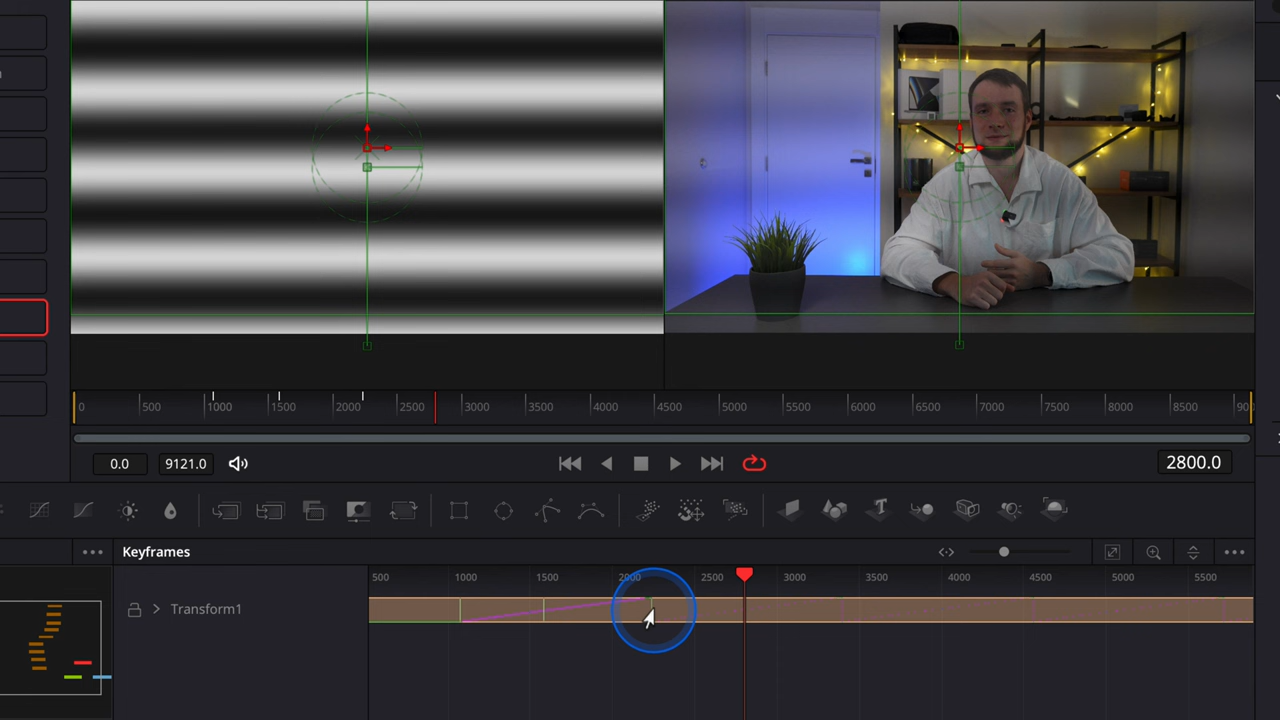 0 500 1000 1500 2000 2500 3000 3500 4000 4500 5000 5500 6000 6500 7000 7500 8000 8500 90
0.0 9121.0 2800.0
T
••• Keyframes •••
500 1000 1500 2000 2500 3000 3500 4000 4500 5000 5500
Transform1